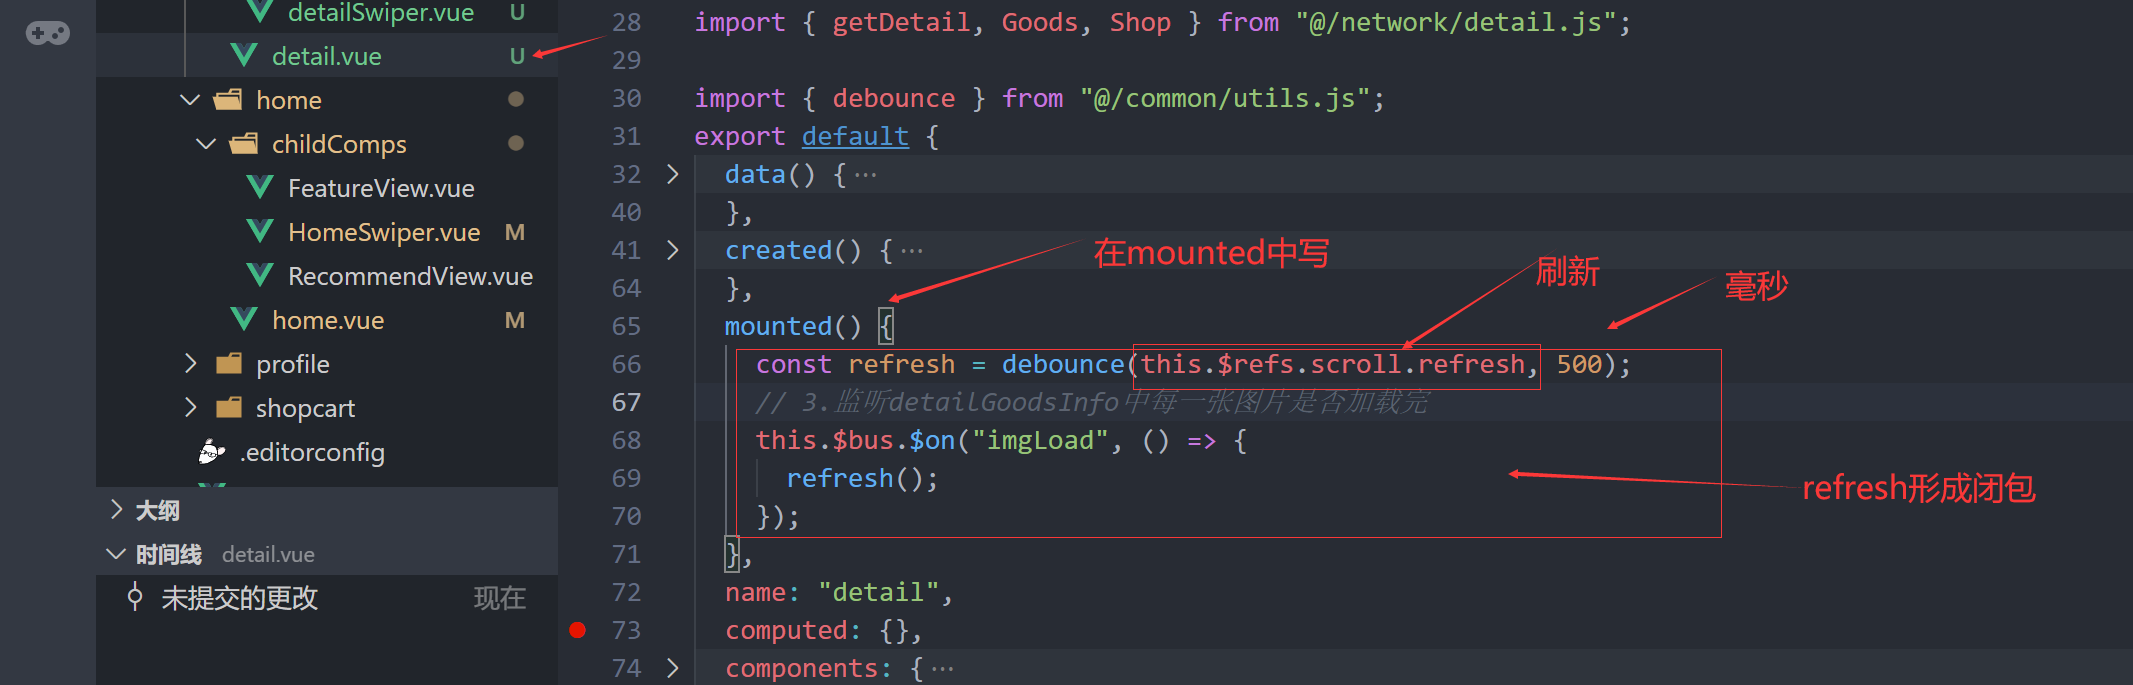 detailSwiper.vue U
detail.vue U
home
childComps
FeatureView.vue
HomeSwiper.vue M
RecommendView.vue
home.vue M
profile
shopcart
.editorconfig
大纲
时间线 detail.vue
未提交的更改 现在
28 import { getDetail, Goods, Shop } from "@/network/detail.js";
29
30 import { debounce } from "@/common/utils.js";
31 export default {
32 data() {···
40 },
41 created() {···
在mounted中写
刷新
毫秒
64 },
65 mounted() {
66 const refresh = debounce(this.$refs.scroll.refresh, 500);
67 // 3.监听detailGoodsInfo中每一张图片是否加载完
68 this.$bus.$on("imgLoad", () => {
69 refresh();
refresh形成闭包
70 });
71 },
72 name: "detail",
73 computed: {},
74 components: {···